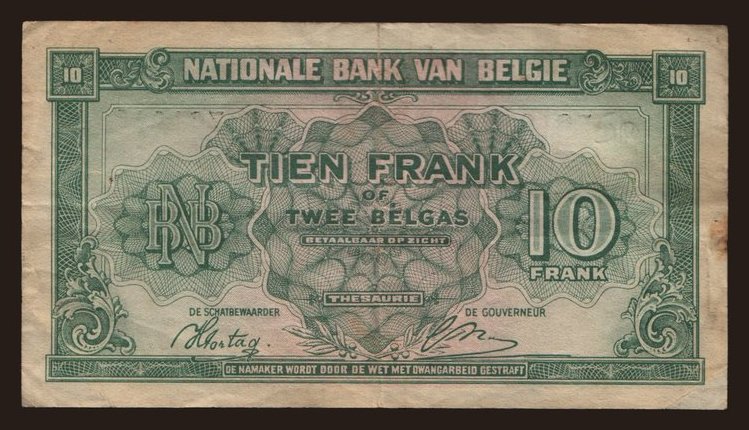 10 NATIONALE BANK VAN BELGIE 10
TIEN FRANK
OF
TWEE BELGAS
BETAALBAAR OP ZICHT
NBB
10
FRANK
THESAURIE
DE SCHATBEWAARDER
DE GOUVERNEUR
DE NAMAKER WORDT DOOR DE WET MET DWANGARBEID GESTRAFT